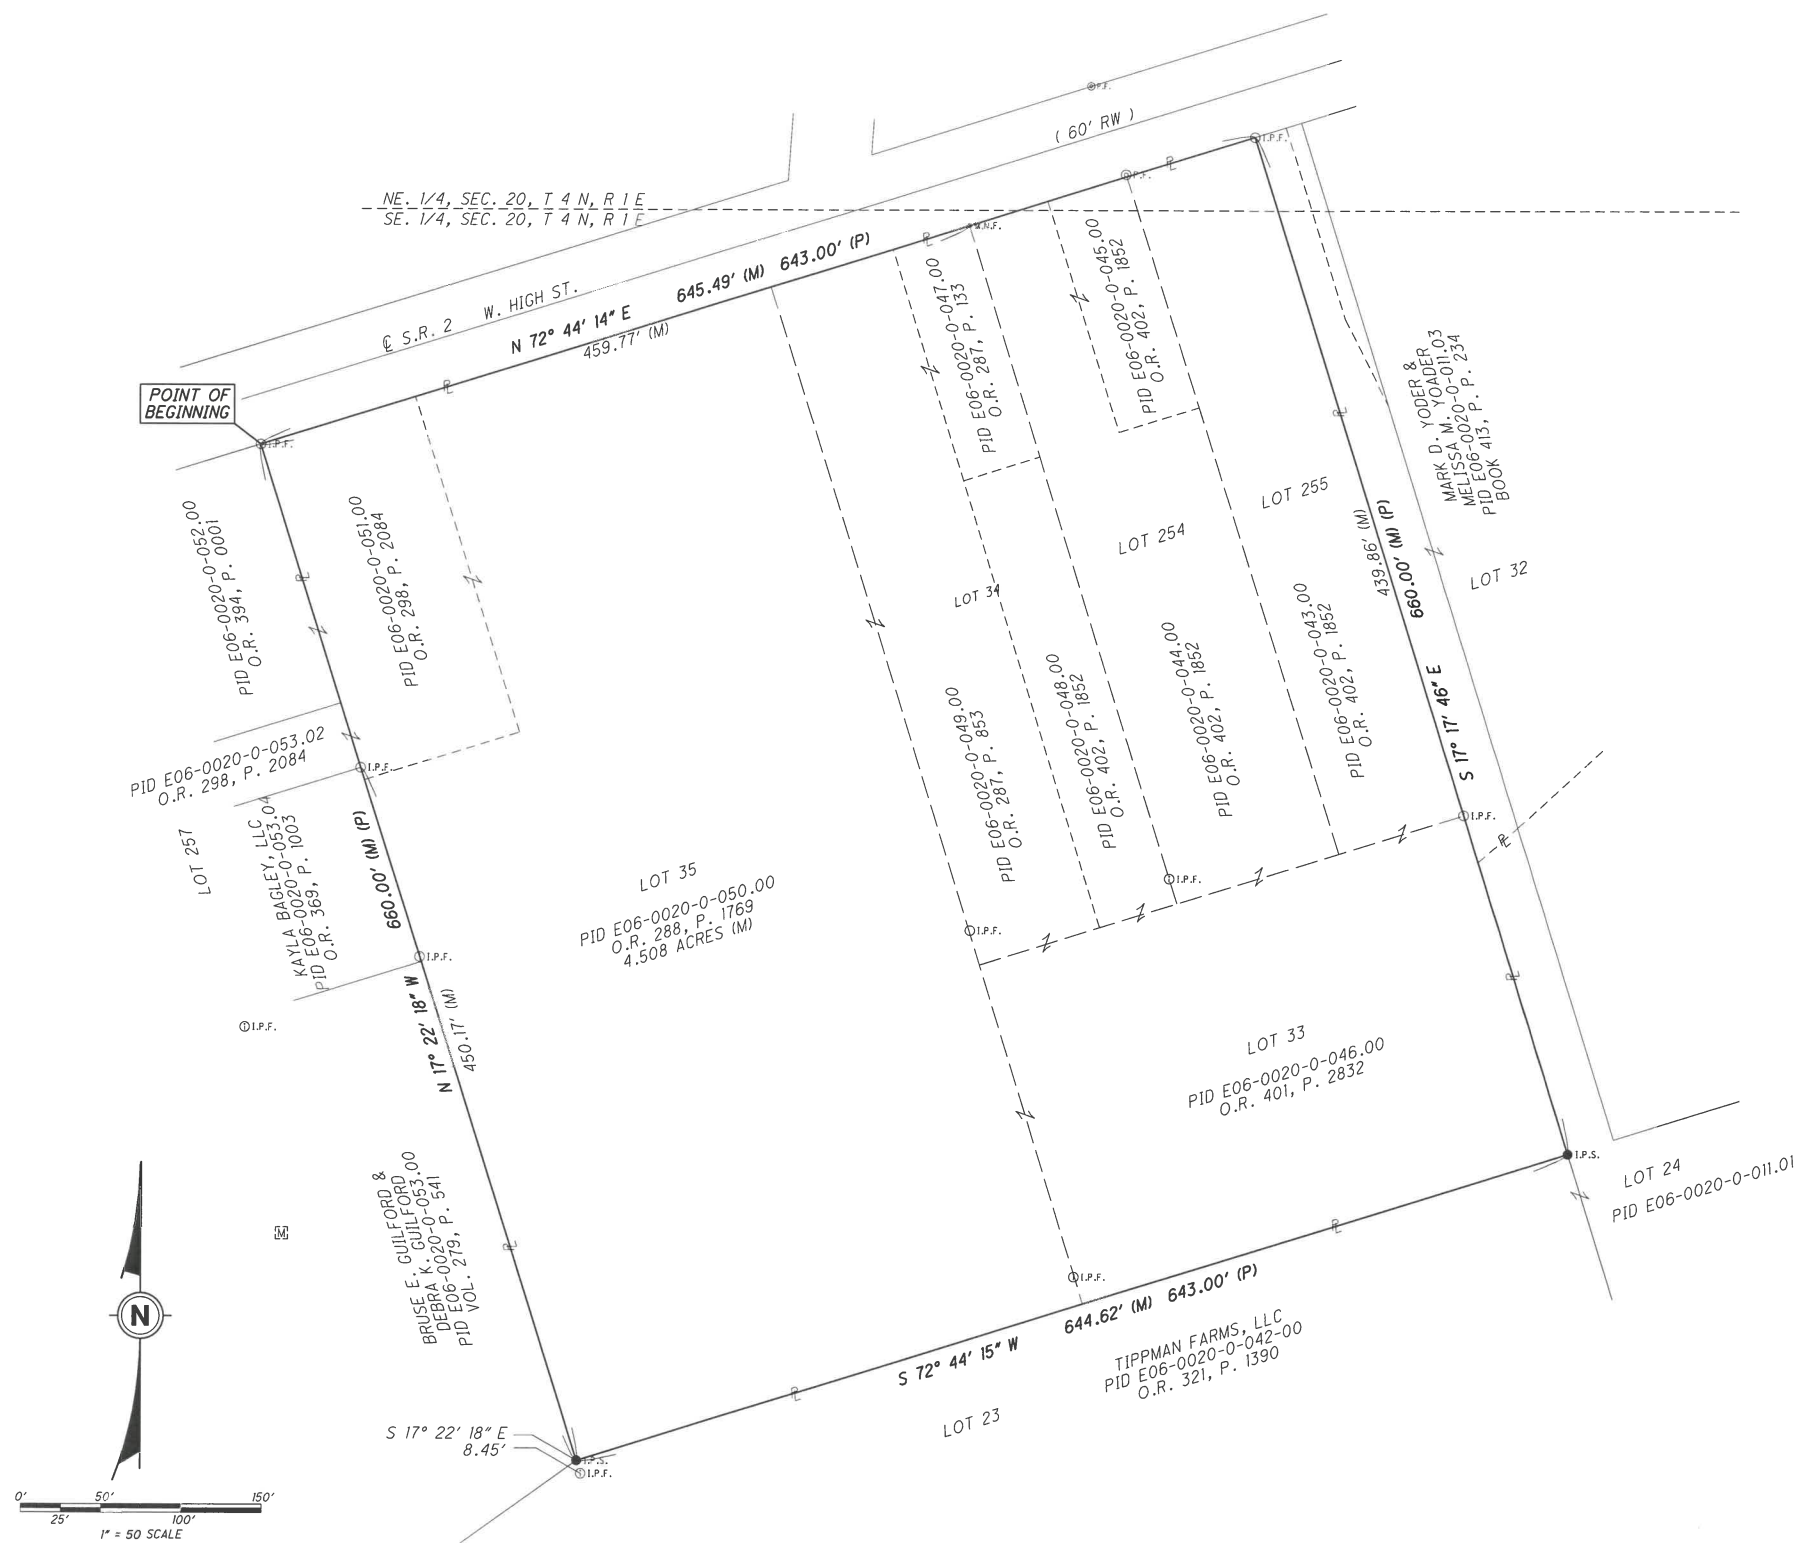 I.P.F.
( 60' RW )
I.P.F.
I.P.F.
NE. 1/4, SEC. 20, T 4 N, R 1 E
SE. 1/4, SEC. 20, T 4 N, R 1 E
M.N.F.
N 72° 44' 14" E
645.49' (M) 643.00' (P)
459.77' (M)
℄ S.R. 2 W. HIGH ST.
POINT OF
BEGINNING
I.P.F.
PID E06-0020-0-047.00
O.R. 287, P. 133
PID E06-0020-0-045.00
O.R. 402, P. 1852
MARK D. YODER &
MELISSA M. YOADER
PID E06-0020-0-011.03
BOOK 413, P. P. 234
PID E06-0020-0-052.00
O.R. 394, P. 0001
PID E06-0020-0-051.00
O.R. 298, P. 2084
LOT 255
LOT 254
LOT 34
LOT 32
439.86' (M)
660.00' (M) (P)
S 17° 17' 46" E
PID E06-0020-0-049.00
O.R. 287, P. 853
PID E06-0020-0-048.00
O.R. 402, P. 1852
PID E06-0020-0-044.00
O.R. 402, P. 1852
PID E06-0020-0-043.00
O.R. 402, P. 1852
PID E06-0020-0-053.02
O.R. 298, P. 2084
I.P.F.
I.P.F.
LOT 257
KAYLA BAGLEY, LLC
PID E06-0020-0-053.04
O.R. 369, P. 1003
660.00' (M) (P)
N 17° 22' 18" W
450.17' (M)
LOT 35
PID E06-0020-0-050.00
O.R. 288, P. 1769
4.508 ACRES (M)
I.P.F.
I.P.F.
I.P.F.
I.P.F.
LOT 33
PID E06-0020-0-046.00
O.R. 401, P. 2832
I.P.S.
LOT 24
PID E06-0020-0-011.01
BRUSE E. GUILFORD &
DEBRA K. GUILFORD
PID E06-0020-0-053.00
PID VOL. 279, P. 541
M
I.P.F.
S 72° 44' 15" W
644.62' (M) 643.00' (P)
TIPPMAN FARMS, LLC
PID E06-0020-0-042-00
O.R. 321, P. 1390
LOT 23
S 17° 22' 18" E
8.45'
I.P.S.
I.P.F.
N
0' 50' 150'
25' 100'
1" = 50 SCALE